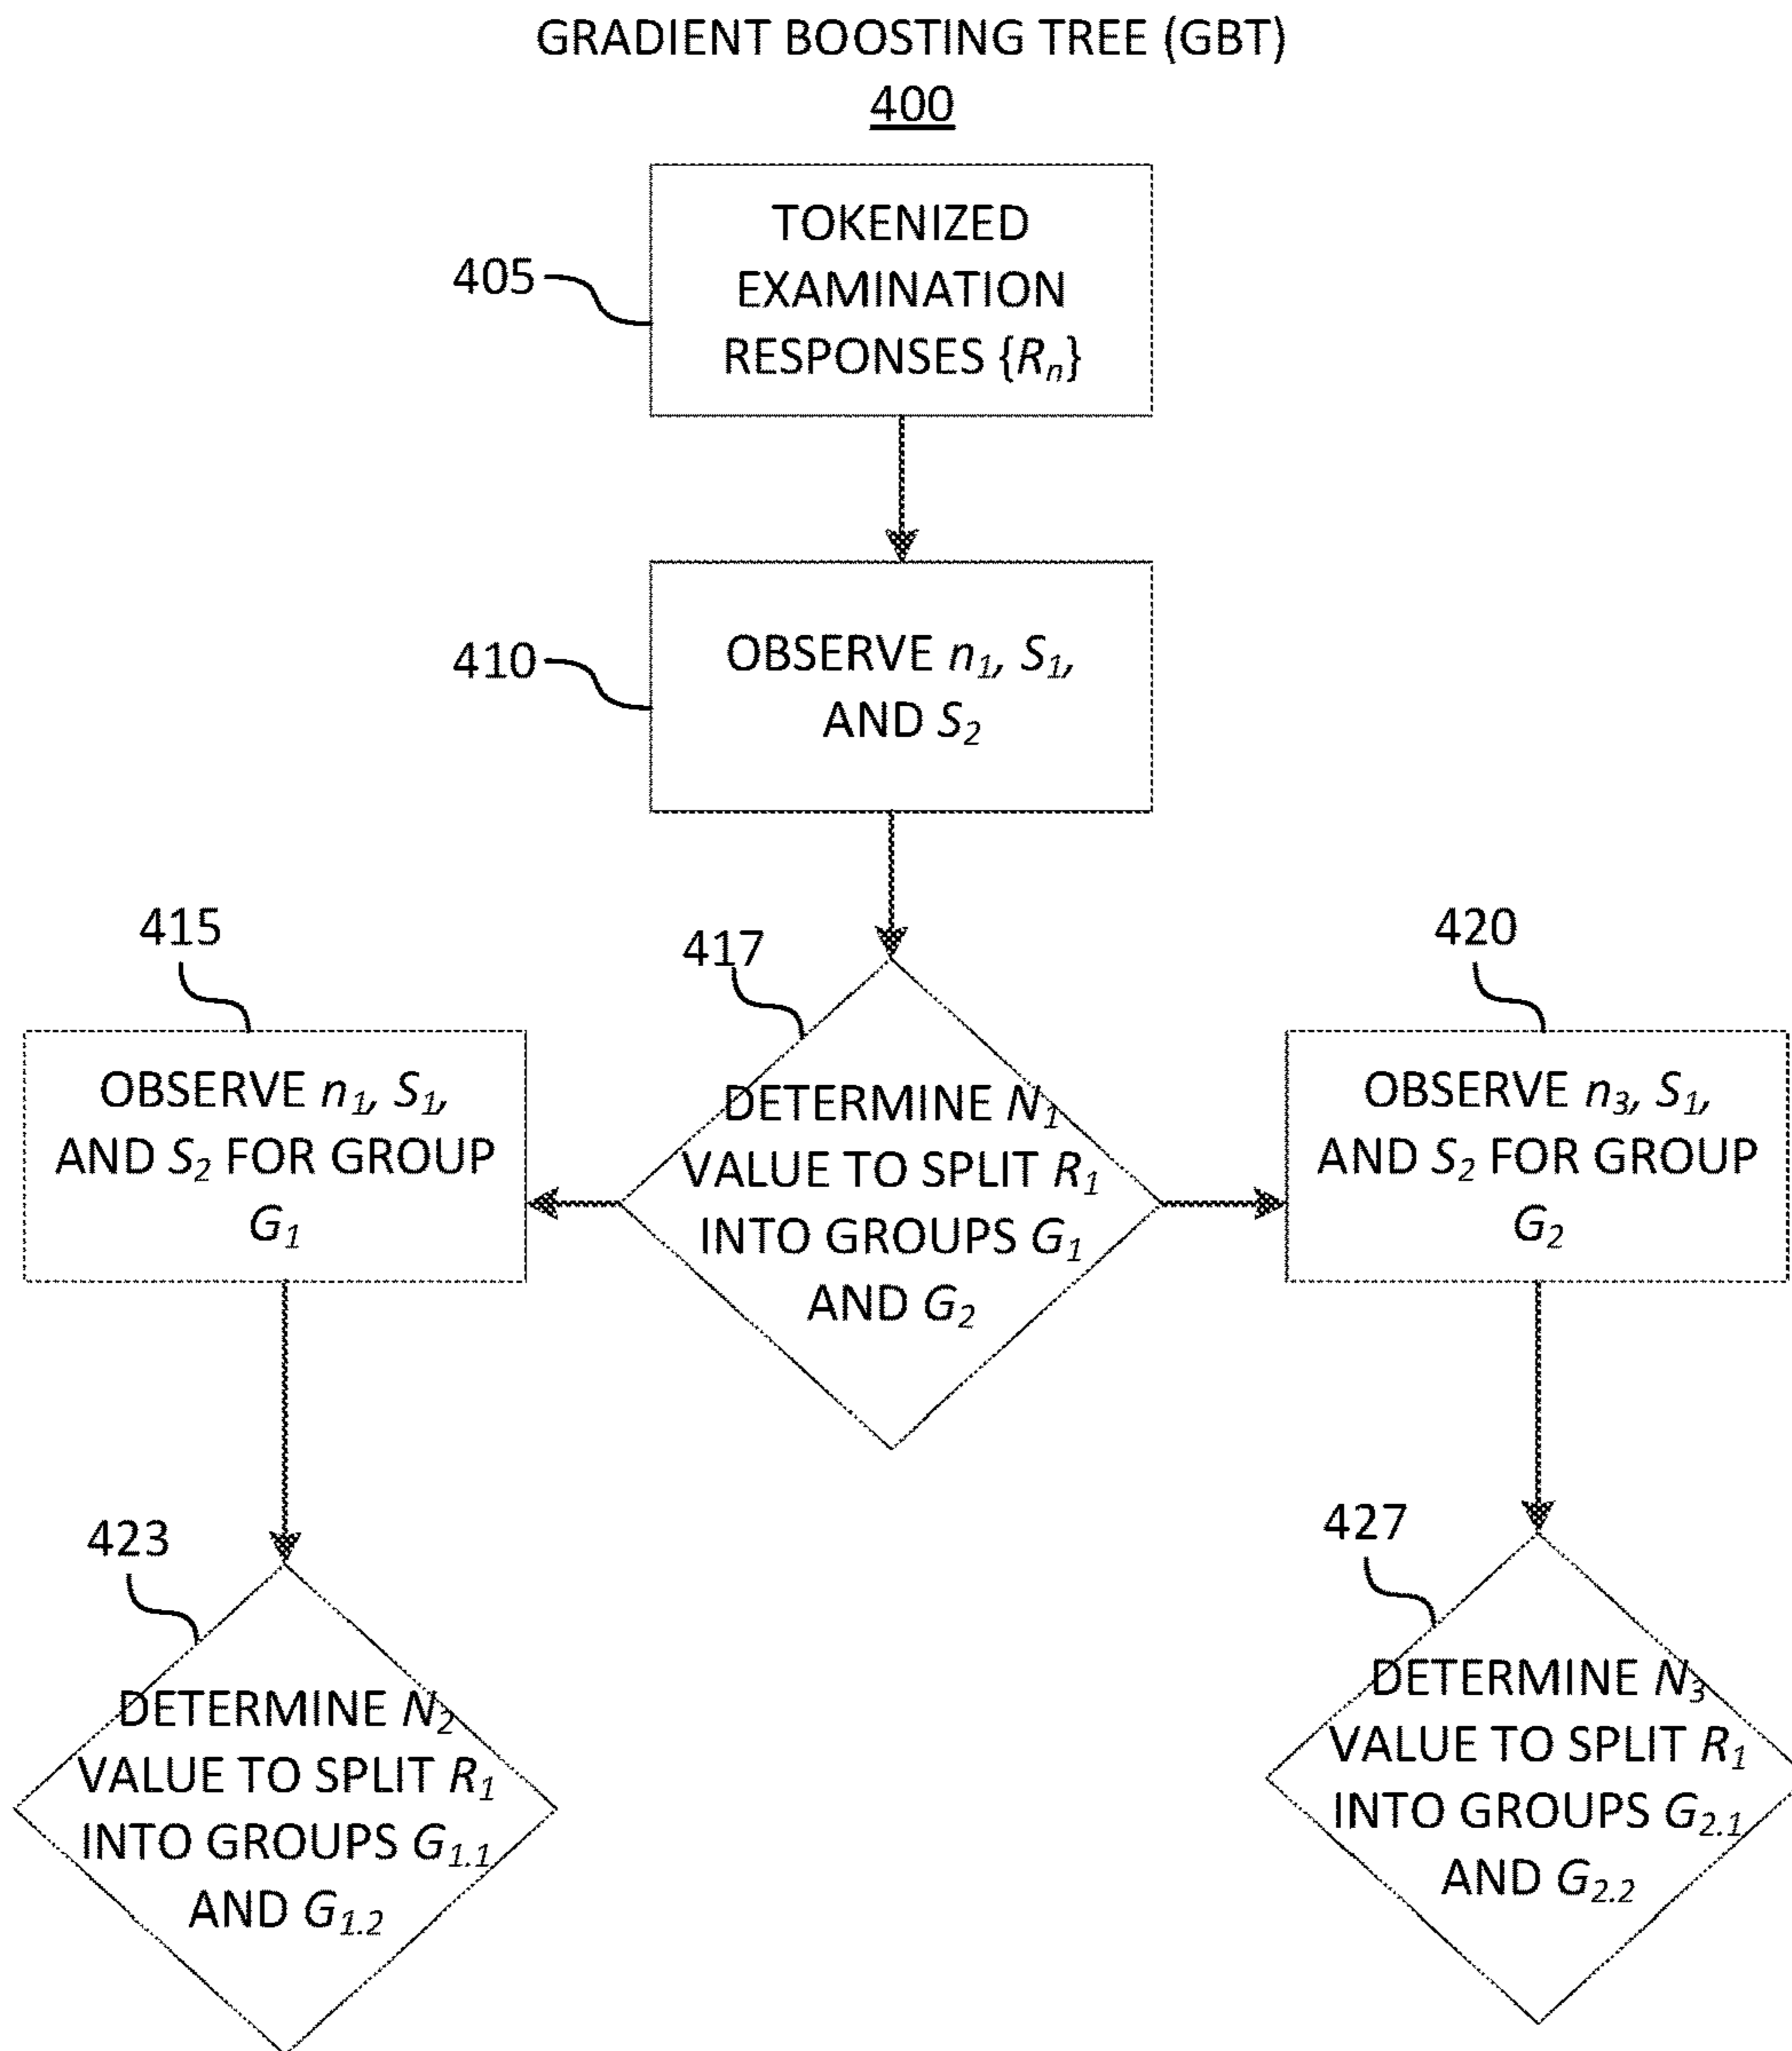 GRADIENT BOOSTING TREE (GBT)
400
405
TOKENIZED
EXAMINATION
RESPONSES {Rₙ}
410
OBSERVE n₁, S₁,
AND S₂
415
OBSERVE n₁, S₁,
AND S₂ FOR GROUP
G₁
417
DETERMINE N₁
VALUE TO SPLIT R₁
INTO GROUPS G₁
AND G₂
420
OBSERVE n₃, S₁,
AND S₂ FOR GROUP
G₂
423
DETERMINE N₂
VALUE TO SPLIT R₁
INTO GROUPS G₁.₁
AND G₁.₂
427
DETERMINE N₃
VALUE TO SPLIT R₁
INTO GROUPS G₂.₁
AND G₂.₂